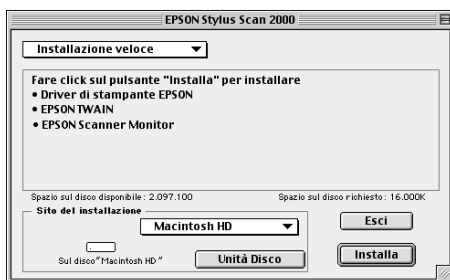 EPSON Stylus Scan 2000
Installazione veloce
Fare click sul pulsante "Installa" per installare
• Driver di stampante EPSON
• EPSON TWAIN
• EPSON Scanner Monitor
Spazio sul disco disponibile: 2.097.100 Spazio sul disco richiesto: 16.000K
Sito del installazione
Macintosh HD
Sul disco "Macintosh HD"
Unità Disco
Esci
Installa